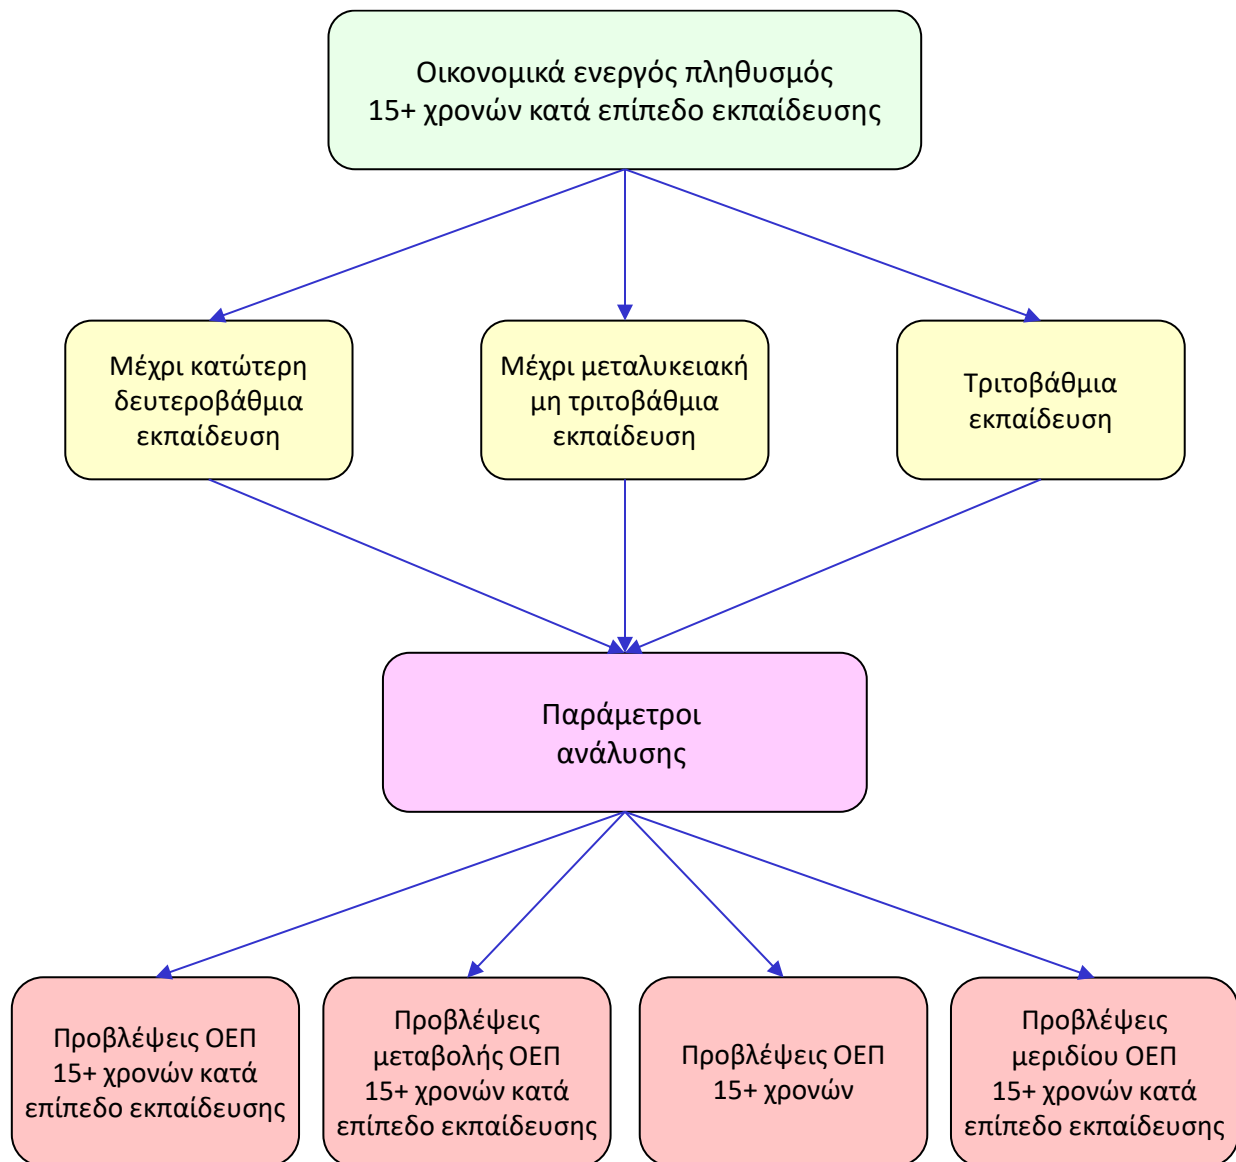 Οικονομικά ενεργός πληθυσμός
15+ χρονών κατά επίπεδο εκπαίδευσης
Μέχρι κατώτερη
δευτεροβάθμια
εκπαίδευση
Μέχρι μεταλυκειακή
μη τριτοβάθμια
εκπαίδευση
Τριτοβάθμια
εκπαίδευση
Παράμετροι
ανάλυσης
Προβλέψεις ΟΕΠ
15+ χρονών κατά
επίπεδο εκπαίδευσης
Προβλέψεις
μεταβολής ΟΕΠ
15+ χρονών κατά
επίπεδο εκπαίδευσης
Προβλέψεις ΟΕΠ
15+ χρονών
Προβλέψεις
μεριδίου ΟΕΠ
15+ χρονών κατά
επίπεδο εκπαίδευσης